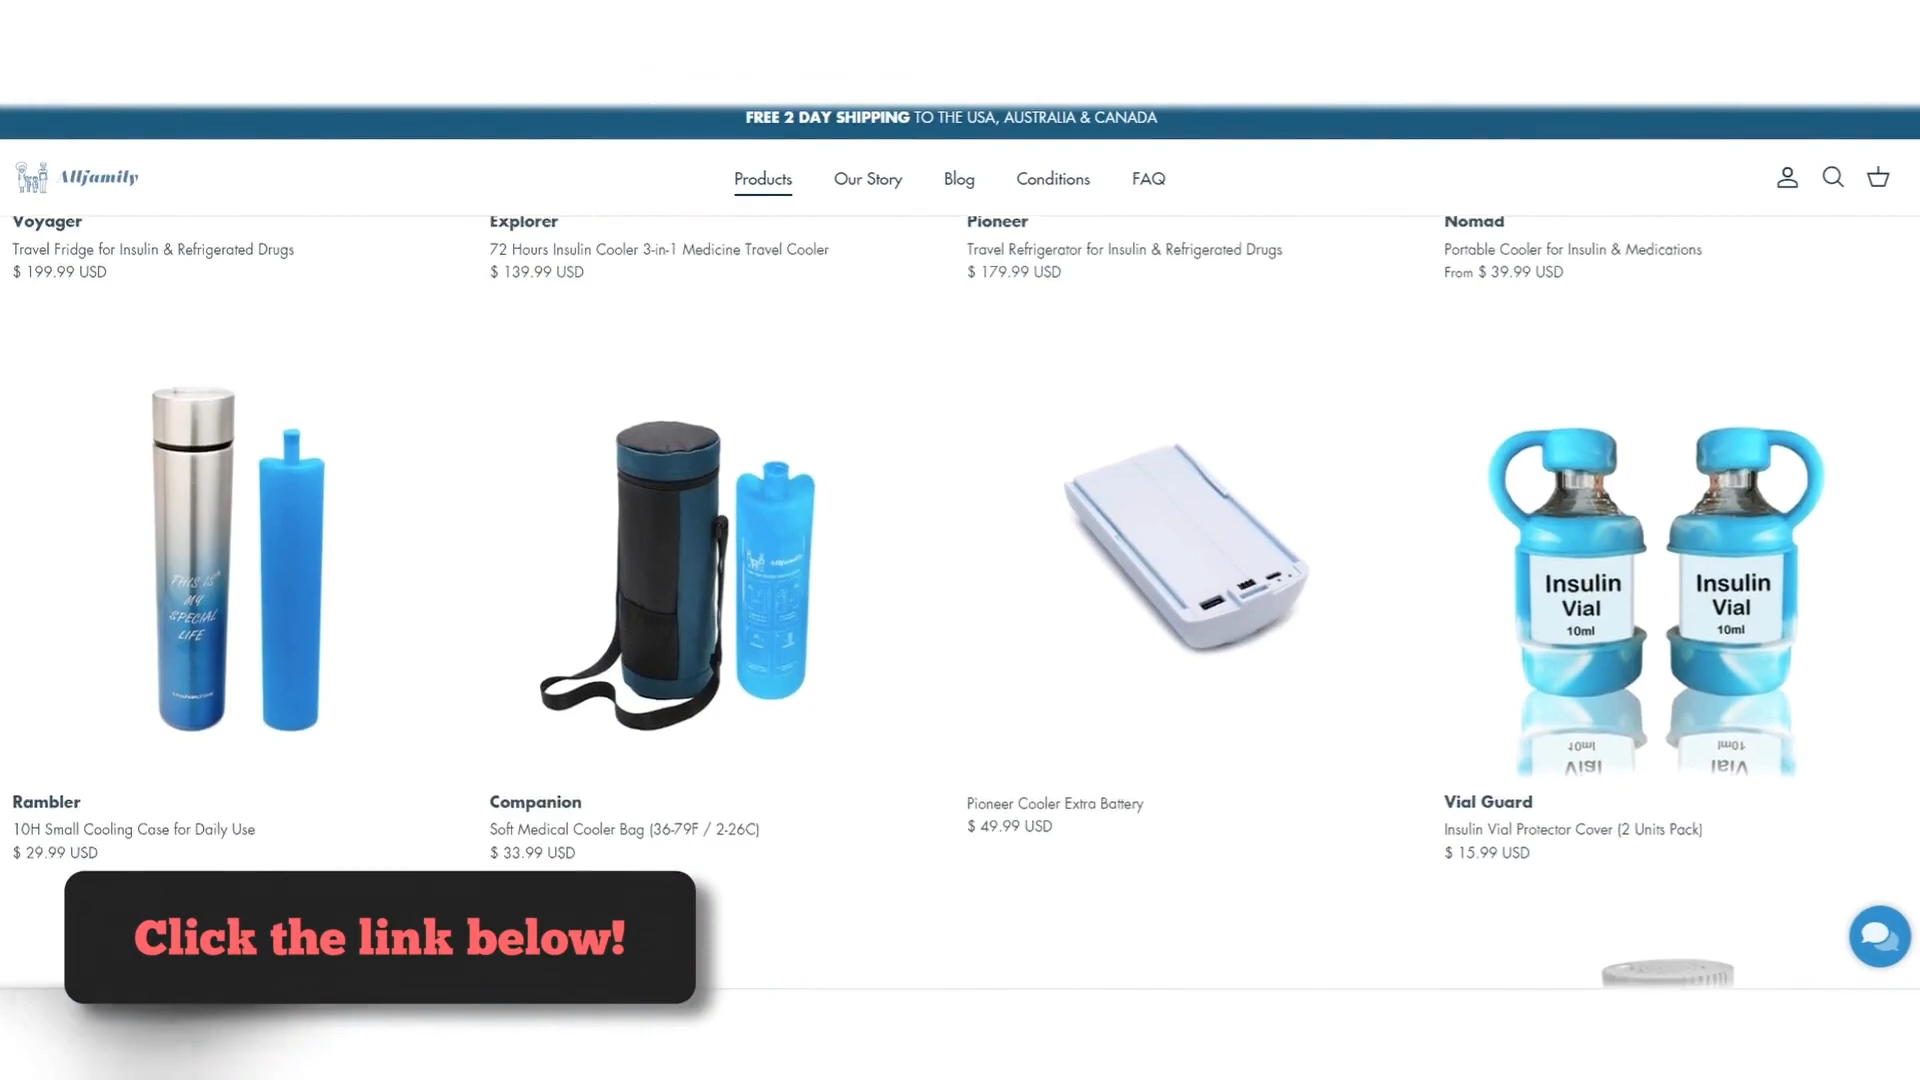 FREE 2 DAY SHIPPING TO THE USA, AUSTRALIA & CANADA
Allfamily
Products
Our Story
Blog
Conditions
FAQ
Voyager
Travel Fridge for Insulin & Refrigerated Drugs
$ 199.99 USD
Explorer
72 Hours Insulin Cooler 3-in-1 Medicine Travel Cooler
$ 139.99 USD
Pioneer
Travel Refrigerator for Insulin & Refrigerated Drugs
$ 179.99 USD
Nomad
Portable Cooler for Insulin & Medications
From $ 39.99 USD
THIS IS
MY
SPECIAL
LIFE
Allfamily
Insulin
Vial
10ml
Insulin
Vial
10ml
Rambler
10H Small Cooling Case for Daily Use
$ 29.99 USD
Companion
Soft Medical Cooler Bag (36-79F / 2-26C)
$ 33.99 USD
Pioneer Cooler Extra Battery
$ 49.99 USD
Vial Guard
Insulin Vial Protector Cover (2 Units Pack)
$ 15.99 USD
Click the link below!